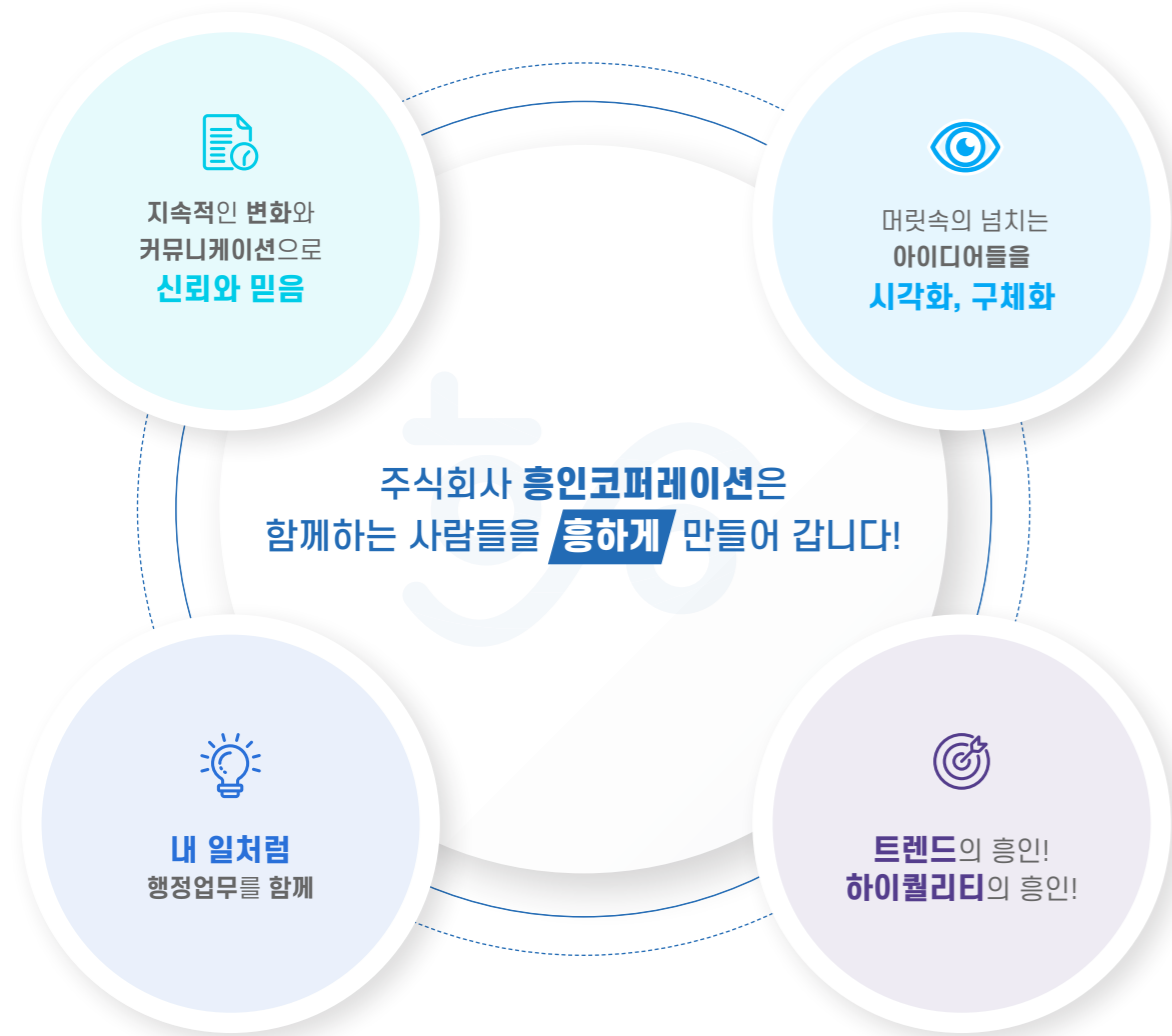 지속적인 변화와
커뮤니케이션으로
신뢰와 믿음
머릿속의 넘치는
아이디어들을
시각화, 구체화
주식회사 흥인코퍼레이션은
함께하는 사람들을 흥하게 만들어 갑니다!
내 일처럼
행정업무를 함께
트렌드의 흥인!
하이퀄리티의 흥인!